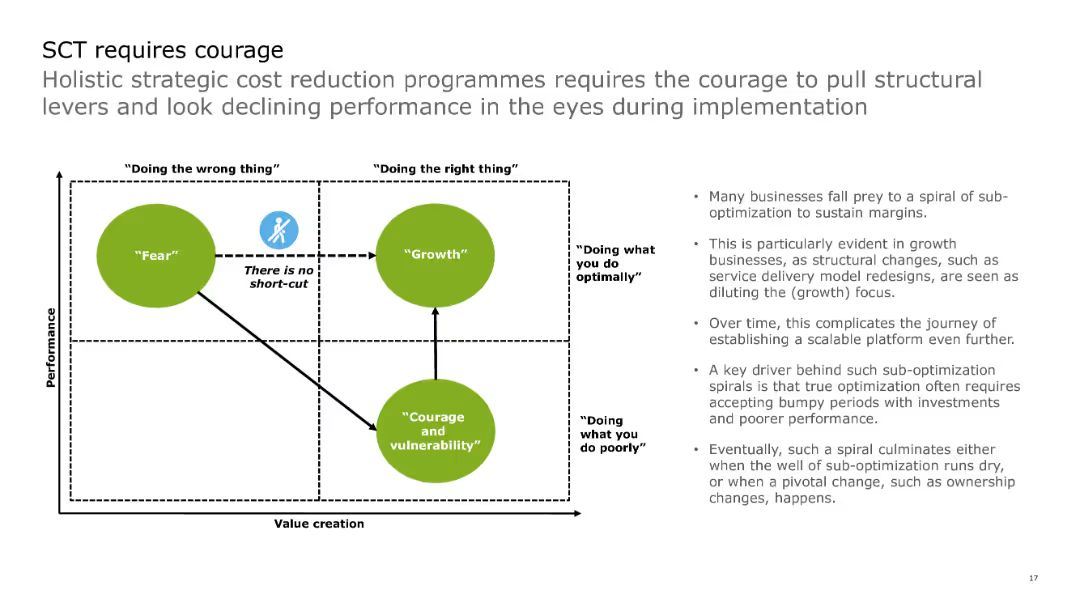 SCT requires courage
Holistic strategic cost reduction programmes requires the courage to pull structural
levers and look declining performance in the eyes during implementation
“Doing the wrong thing”
“Doing the right thing”
“Fear”
There is no
short-cut
“Growth”
“Doing what
you do
optimally”
Performance
“Courage
and
vulnerability”
“Doing
what you
do poorly”
Value creation
• Many businesses fall prey to a spiral of sub-
optimization to sustain margins.
• This is particularly evident in growth
businesses, as structural changes, such as
service delivery model redesigns, are seen as
diluting the (growth) focus.
• Over time, this complicates the journey of
establishing a scalable platform even further.
• A key driver behind such sub-optimization
spirals is that true optimization often requires
accepting bumpy periods with investments
and poorer performance.
• Eventually, such a spiral culminates either
when the well of sub-optimization runs dry,
or when a pivotal change, such as ownership
changes, happens.
17